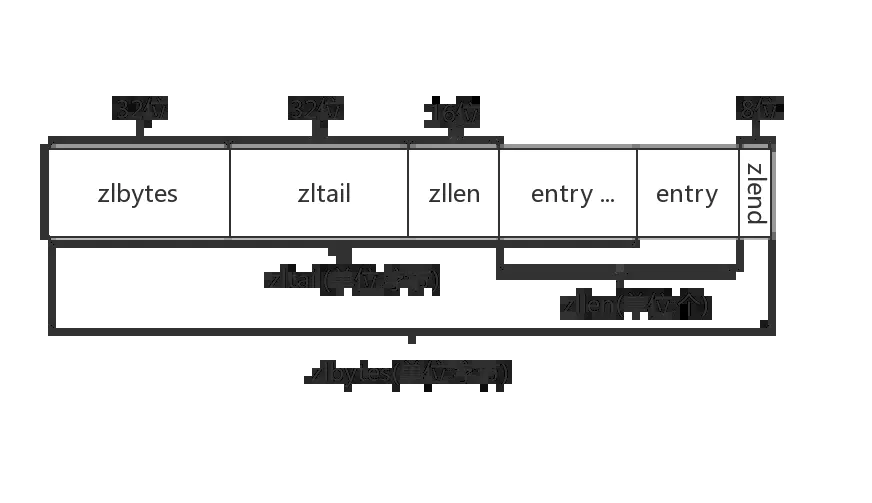 32位 32位 16位 8位
zlbytes zltail zllen entry ... entry zlend
zltail(单位:字节)
zllen(单位:个)
zlbytes(单位:字节)